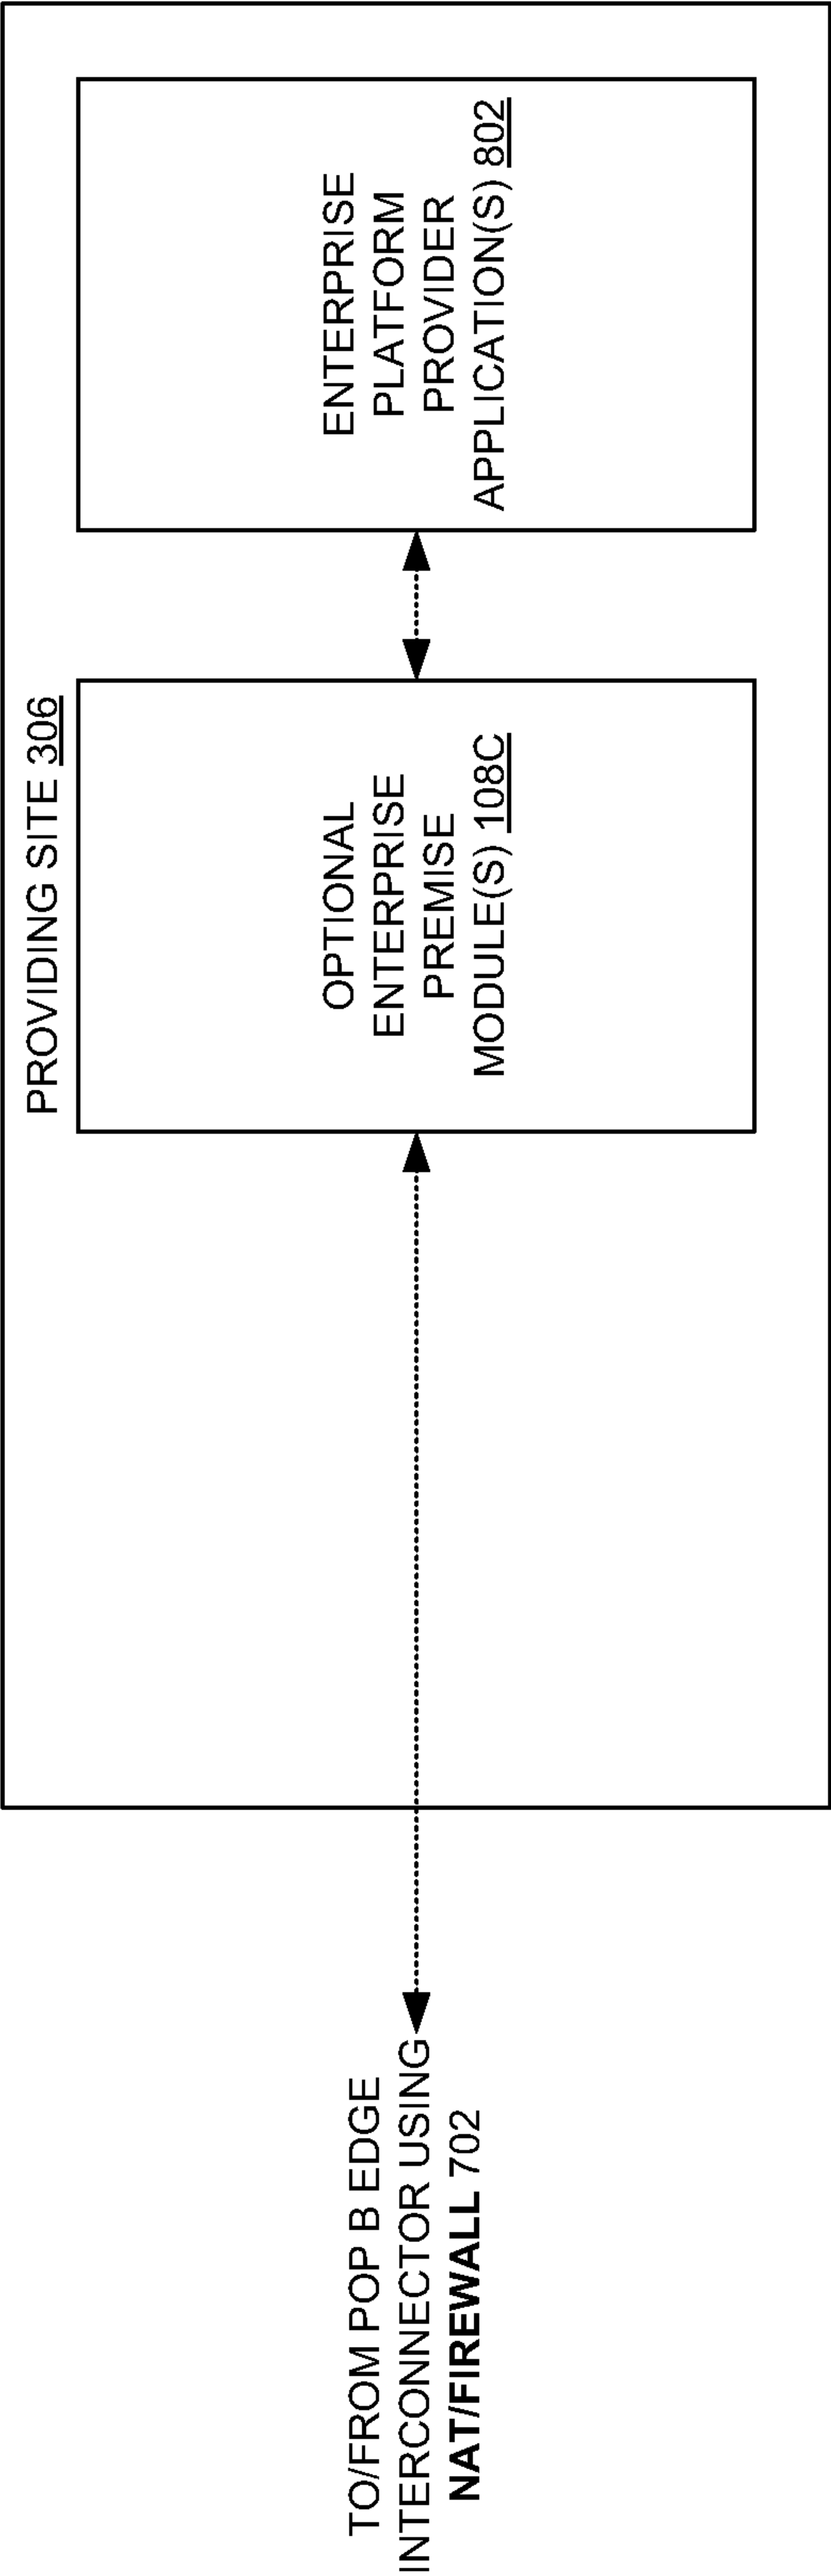 PROVIDING SITE 306
TO/FROM POP B EDGE
INTERCONNECTOR USING
NAT/FIREWALL 702
OPTIONAL
ENTERPRISE
PREMISE
MODULE(S) 108C
ENTERPRISE
PLATFORM
PROVIDER
APPLICATION(S) 802